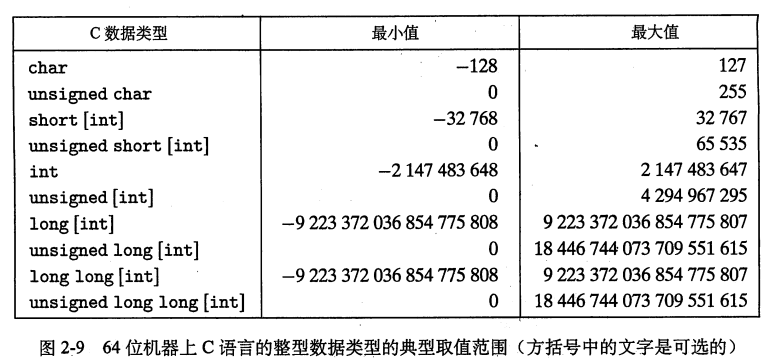 C 数据类型 最小值 最大值
char −128 127
unsigned char 0 255
short [int] −32 768 32 767
unsigned short [int] 0 65 535
int −2 147 483 648 2 147 483 647
unsigned [int] 0 4 294 967 295
long [int] −9 223 372 036 854 775 808 9 223 372 036 854 775 807
unsigned long [int] 0 18 446 744 073 709 551 615
long long [int] −9 223 372 036 854 775 808 9 223 372 036 854 775 807
unsigned long long [int] 0 18 446 744 073 709 551 615
图 2-9 64 位机器上 C 语言的整型数据类型的典型取值范围（方括号中的文字是可选的）